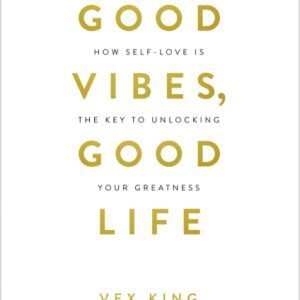 GOOD
HOW SELF-LOVE IS
VIBES,
THE KEY TO UNLOCKING
GOOD
YOUR GREATNESS
LIFE
VEX KING